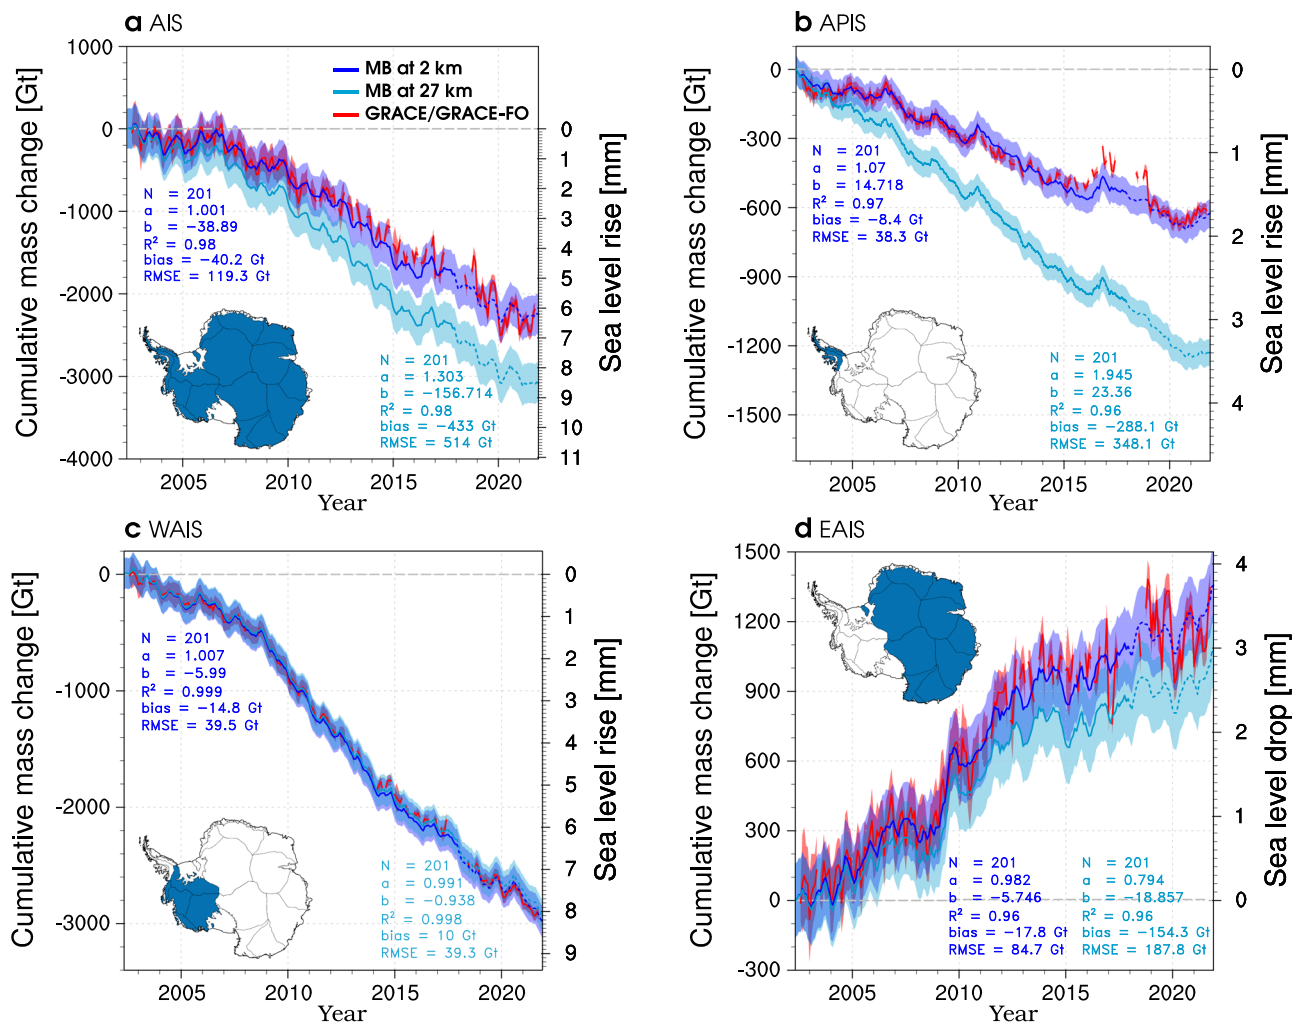 a AIS
1000
0
-1000
-2000
-3000
-4000
Cumulative mass change [Gt]
MB at 2 km
MB at 27 km
GRACE/GRACE-FO
N = 201
a = 1.001
b = −38.89
R² = 0.98
bias = −40.2 Gt
RMSE = 119.3 Gt
N = 201
a = 1.303
b = −156.714
R² = 0.98
bias = −433 Gt
RMSE = 514 Gt
0
1
2
3
4
5
6
7
8
9
10
11
Sea level rise [mm]
2005 2010 2015 2020
Year
b APIS
0
-300
-600
-900
-1200
-1500
Cumulative mass change [Gt]
N = 201
a = 1.07
b = 14.718
R² = 0.97
bias = −8.4 Gt
RMSE = 38.3 Gt
N = 201
a = 1.945
b = 23.36
R² = 0.96
bias = −288.1 Gt
RMSE = 348.1 Gt
0
1
2
3
4
Sea level rise [mm]
2005 2010 2015 2020
Year
c WAIS
0
-1000
-2000
-3000
Cumulative mass change [Gt]
N = 201
a = 1.007
b = −5.99
R² = 0.999
bias = −14.8 Gt
RMSE = 39.5 Gt
N = 201
a = 0.991
b = −0.938
R² = 0.998
bias = 10 Gt
RMSE = 39.3 Gt
0
1
2
3
4
5
6
7
8
9
Sea level rise [mm]
2005 2010 2015 2020
Year
d EAIS
1500
1200
900
600
300
0
-300
Cumulative mass change [Gt]
N = 201
a = 0.982
b = −5.746
R² = 0.96
bias = −17.8 Gt
RMSE = 84.7 Gt
N = 201
a = 0.794
b = −18.857
R² = 0.96
bias = −154.3 Gt
RMSE = 187.8 Gt
4
3
2
1
0
Sea level drop [mm]
2005 2010 2015 2020
Year